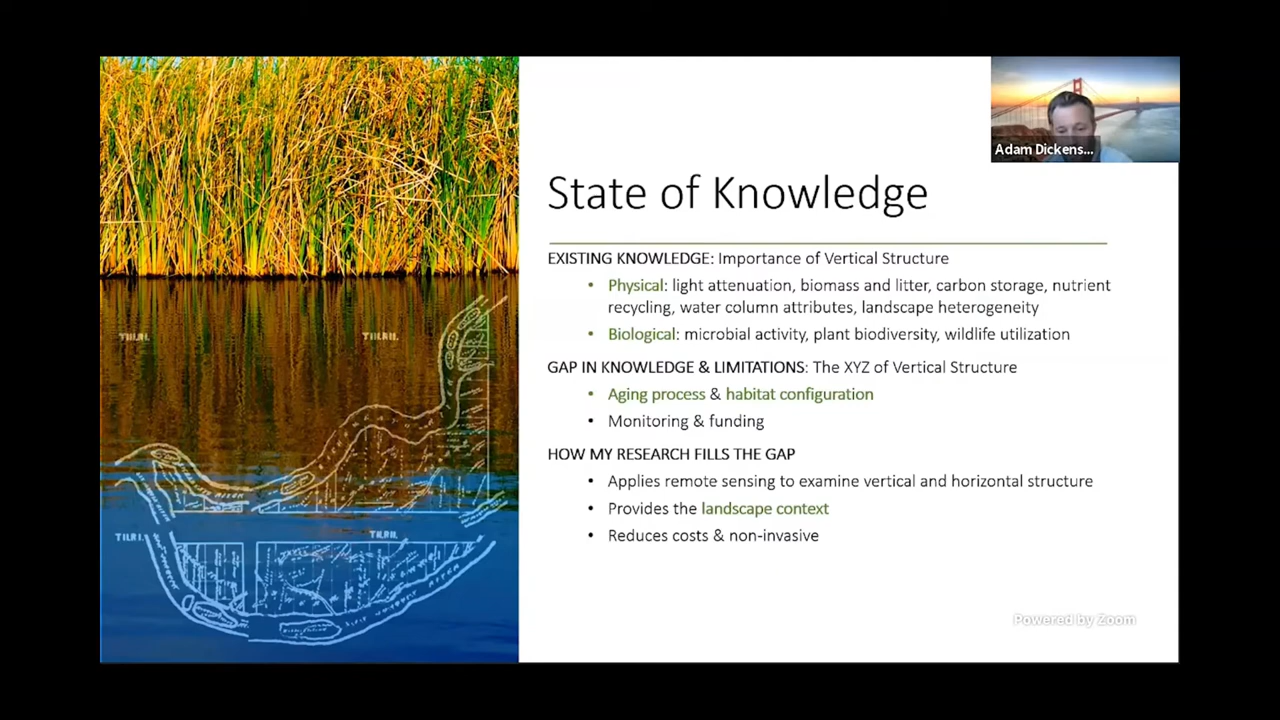 Adam Dickens...
State of Knowledge
EXISTING KNOWLEDGE: Importance of Vertical Structure
• Physical: light attenuation, biomass and litter, carbon storage, nutrient
recycling, water column attributes, landscape heterogeneity
• Biological: microbial activity, plant biodiversity, wildlife utilization
GAP IN KNOWLEDGE & LIMITATIONS: The XYZ of Vertical Structure
• Aging process & habitat configuration
• Monitoring & funding
HOW MY RESEARCH FILLS THE GAP
• Applies remote sensing to examine vertical and horizontal structure
• Provides the landscape context
• Reduces costs & non-invasive
Powered by Zoom